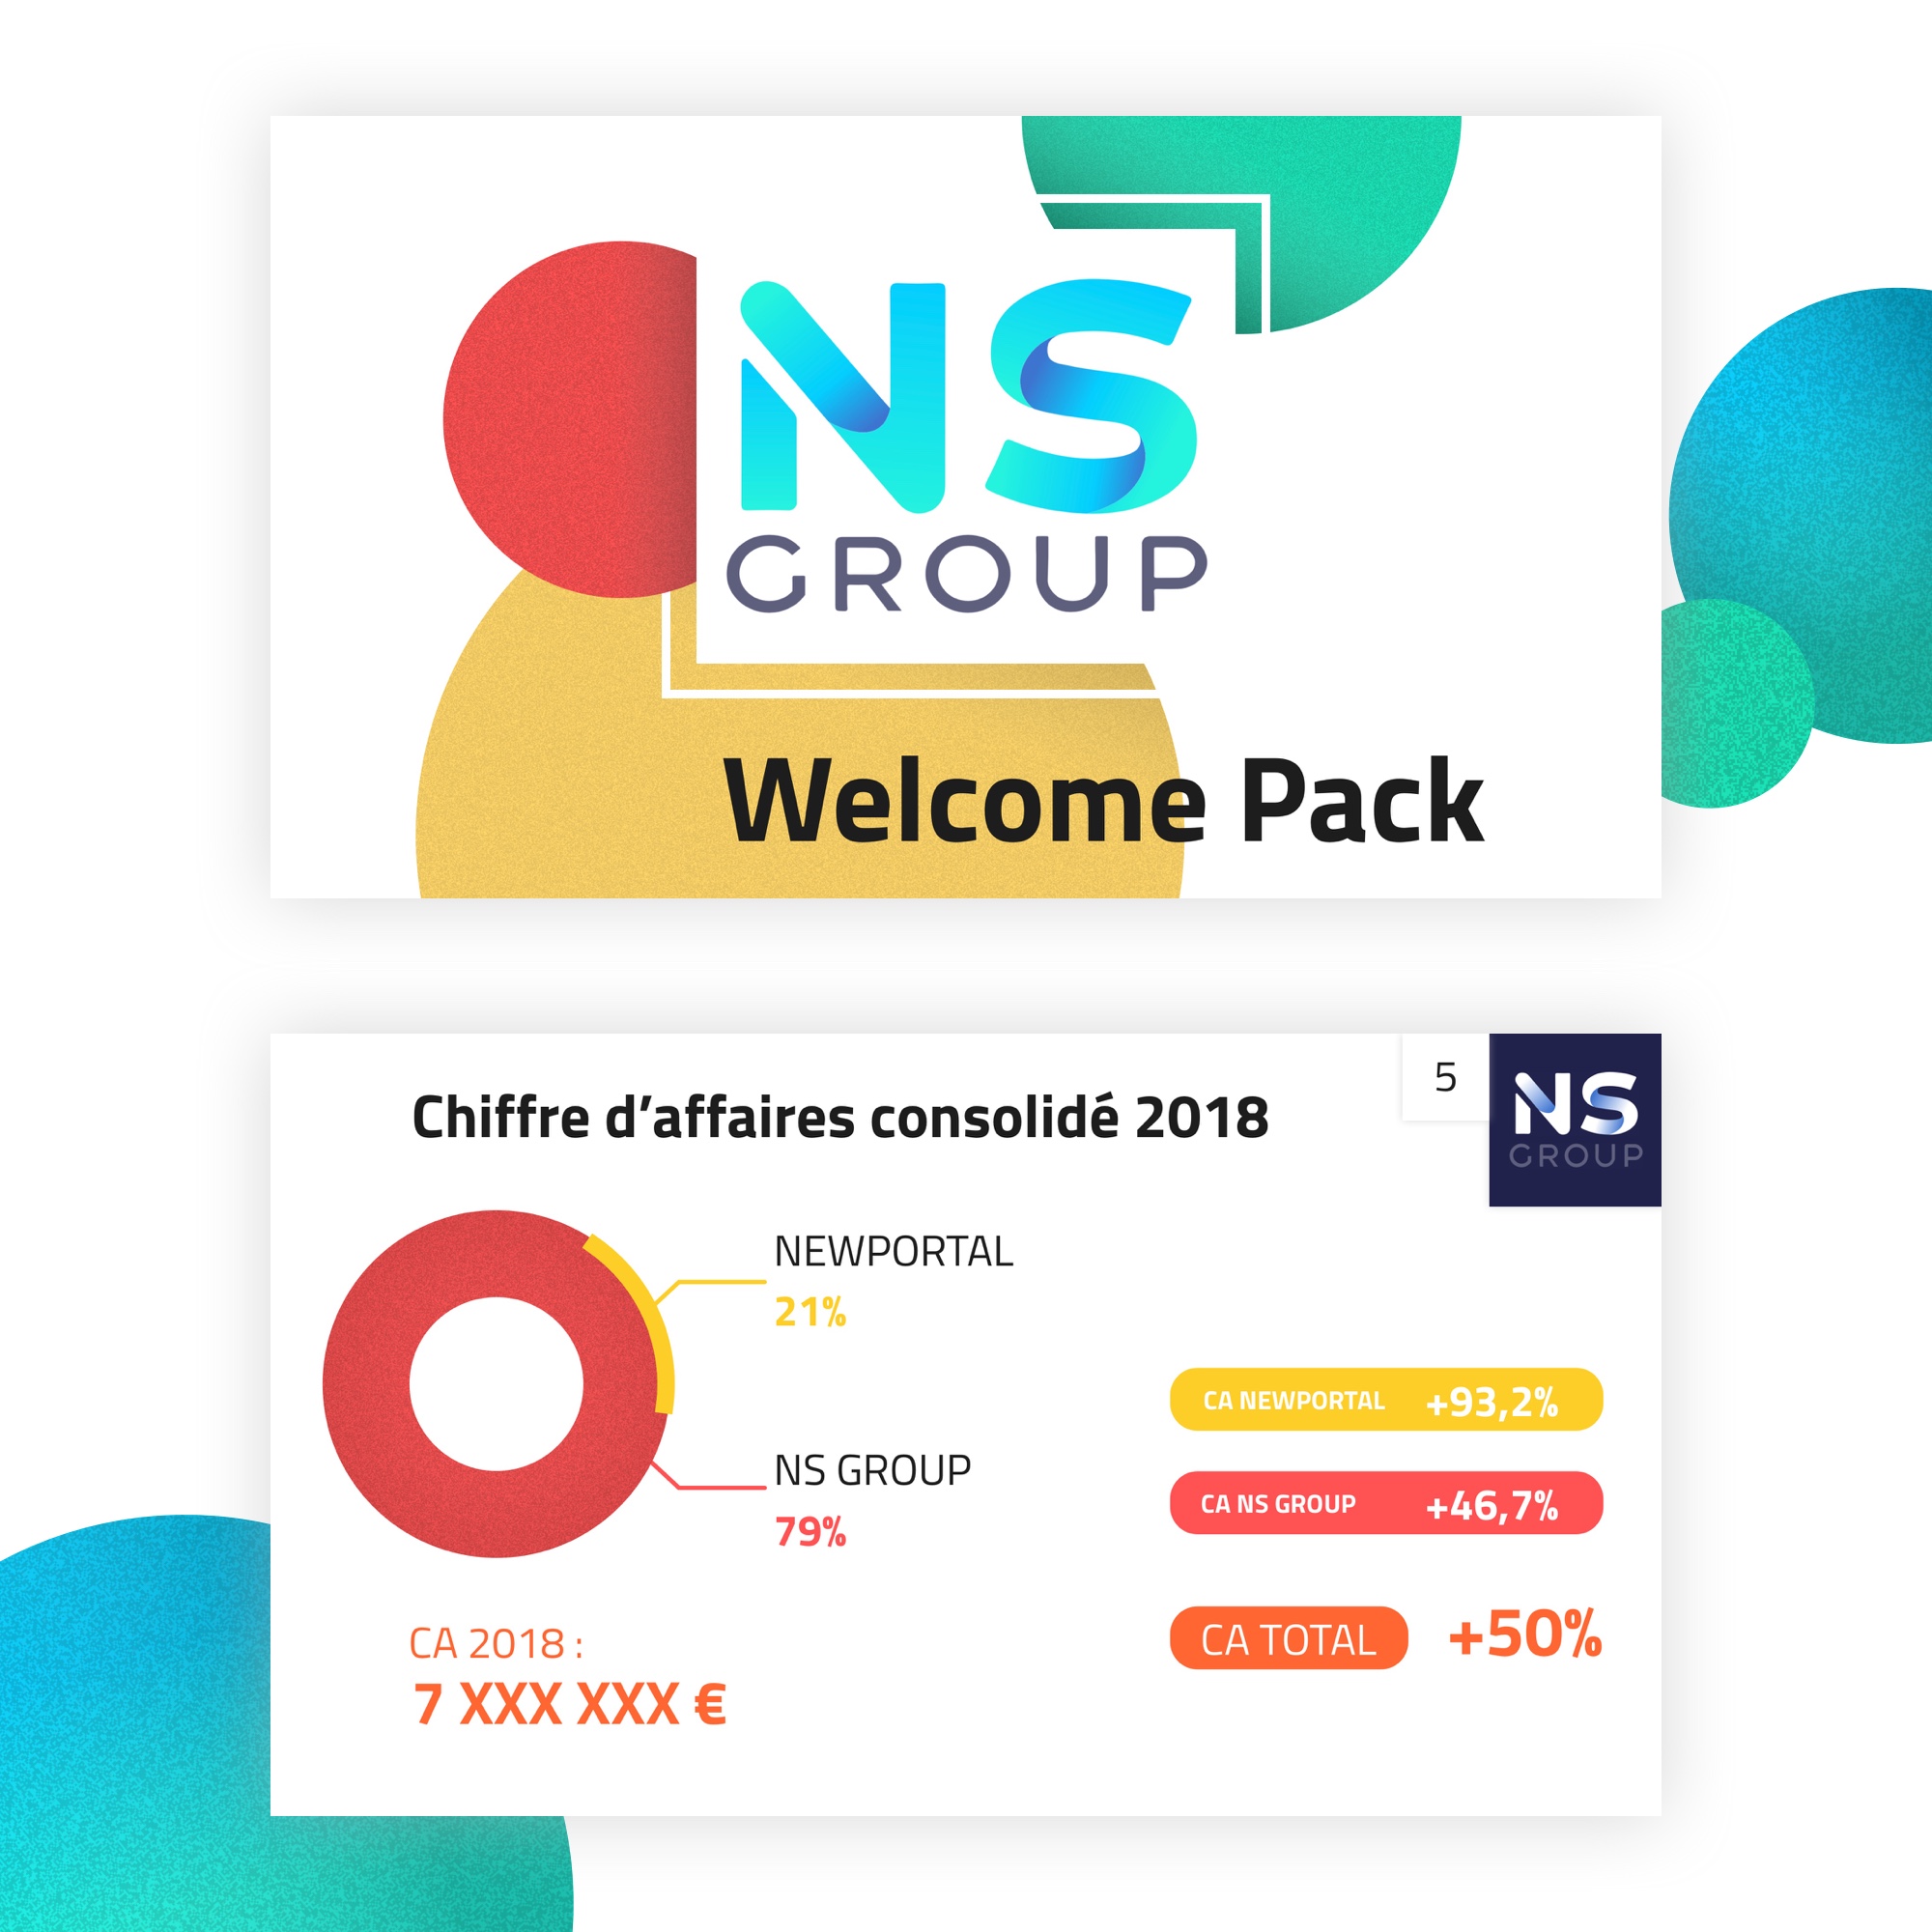 NS
GROUP
Welcome Pack
5
NS
GROUP
Chiffre d’affaires consolidé 2018
NEWPORTAL
21%
NS GROUP
79%
CA NEWPORTAL +93,2%
CA NS GROUP +46,7%
CA TOTAL +50%
CA 2018 :
7 XXX XXX €